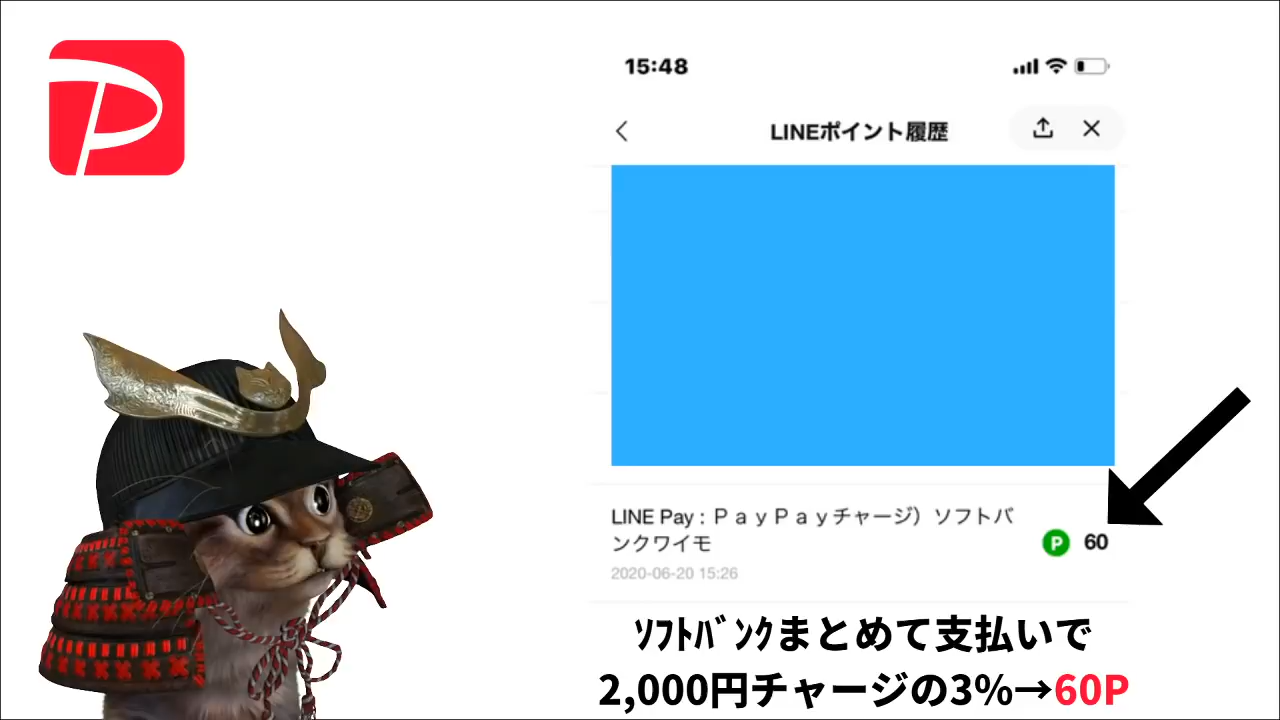 15:48
LINEポイント履歴
LINE Pay : ＰａｙＰａｙチャージ）ソフトバ
ンクワイモ
P 60
2020-06-20 15:26
ｿﾌﾄﾊﾞﾝｸまとめて支払いで
2,000円チャージの3%→60P